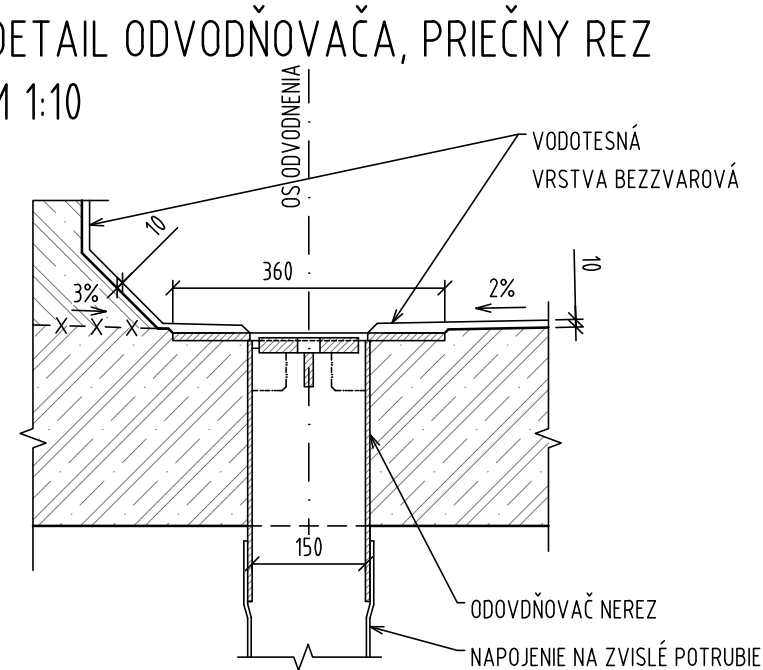 DETAIL ODVODŇOVAČA, PRIEČNY REZ
M 1:10
OS ODVODNENIA
VODOTESNÁ
VRSTVA BEZZVAROVÁ
10
10
360
3%
2%
150
ODOVDŇOVAČ NEREZ
NAPOJENIE NA ZVISLÉ POTRUBIE